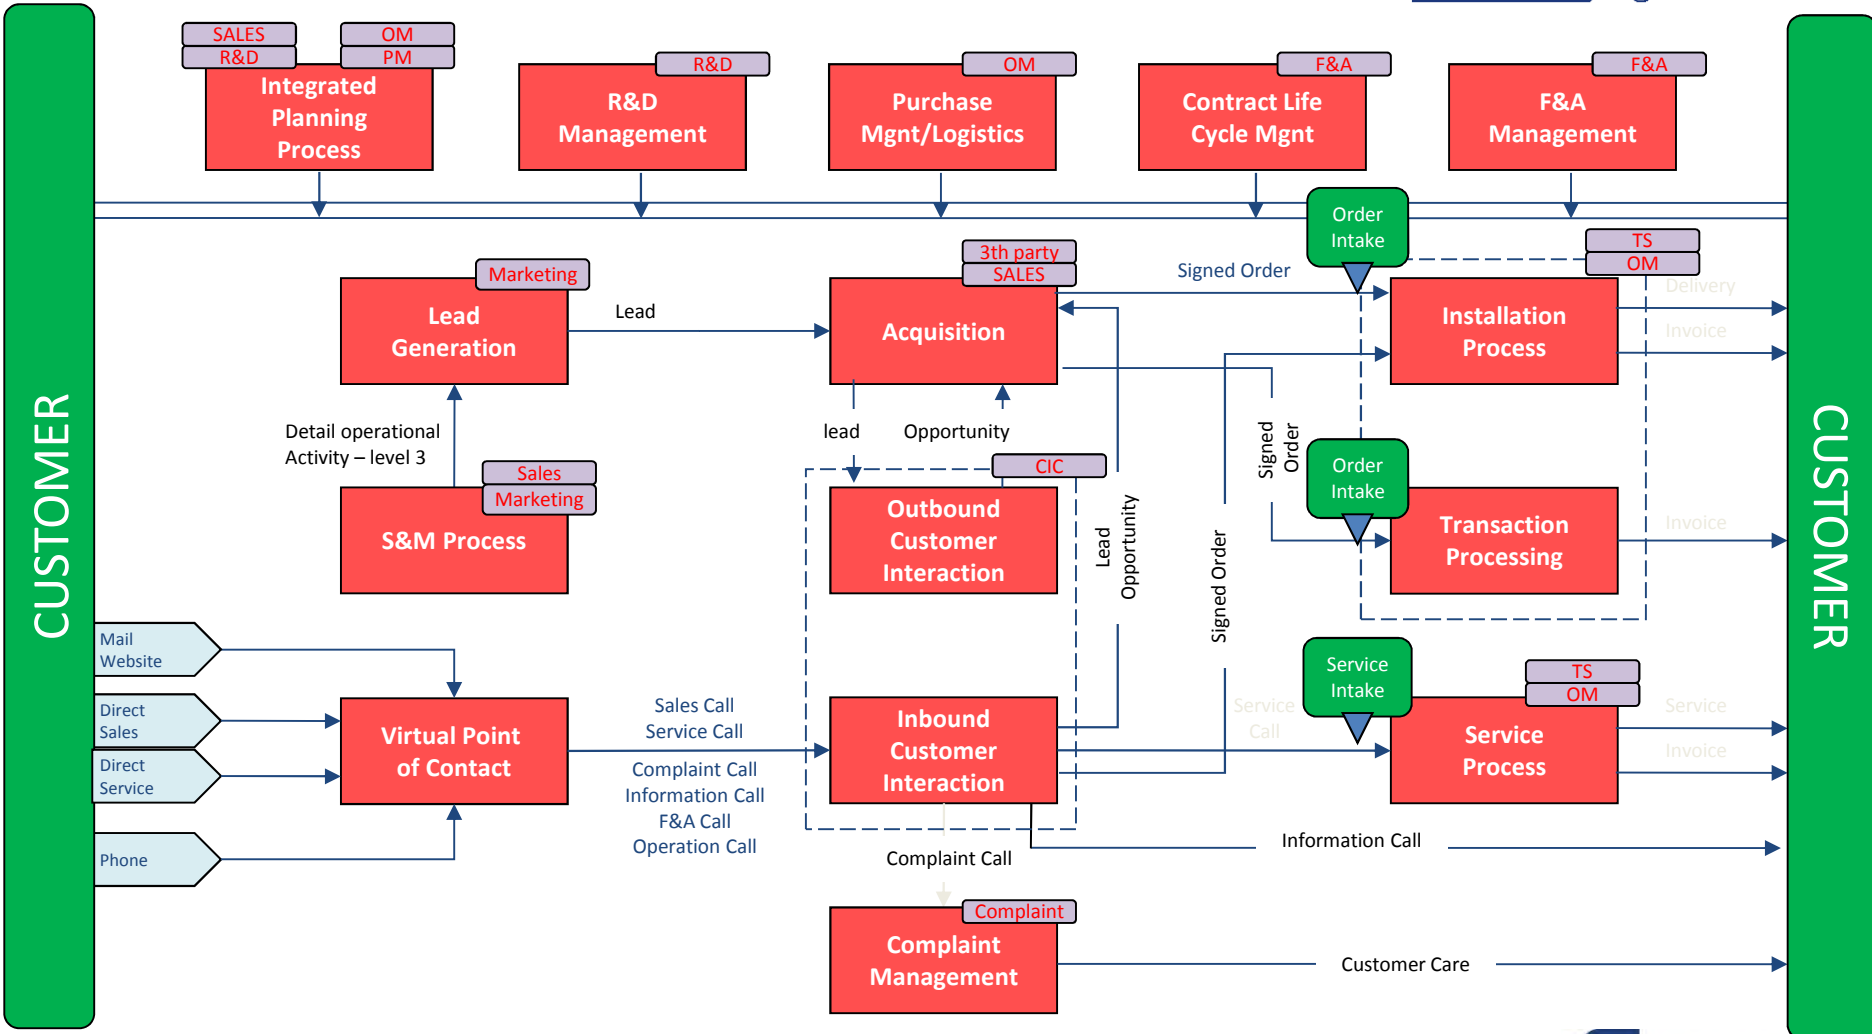 SALES
R&D
OM
PM
Integrated
Planning
Process
R&D
R&D
Management
OM
Purchase
Mgnt/Logistics
F&A
Contract Life
Cycle Mgnt
F&A
F&A
Management
CUSTOMER
CUSTOMER
Order
Intake
TS
OM
Marketing
Lead
Generation
Lead
3th party
SALES
Acquisition
Signed Order
Installation
Process
Delivery
Invoice
Detail operational
Activity – level 3
lead
Opportunity
Signed
Order
Sales
Marketing
S&M Process
CIC
Outbound
Customer
Interaction
Lead
Opportunity
Signed Order
Order
Intake
Transaction
Processing
Invoice
Mail
Website
Direct
Sales
Direct
Service
Phone
Virtual Point
of Contact
Sales Call
Service Call
Complaint Call
Information Call
F&A Call
Operation Call
Inbound
Customer
Interaction
Service
Call
Service
Intake
TS
OM
Service
Process
Service
Invoice
Complaint Call
Information Call
Complaint
Complaint
Management
Customer Care